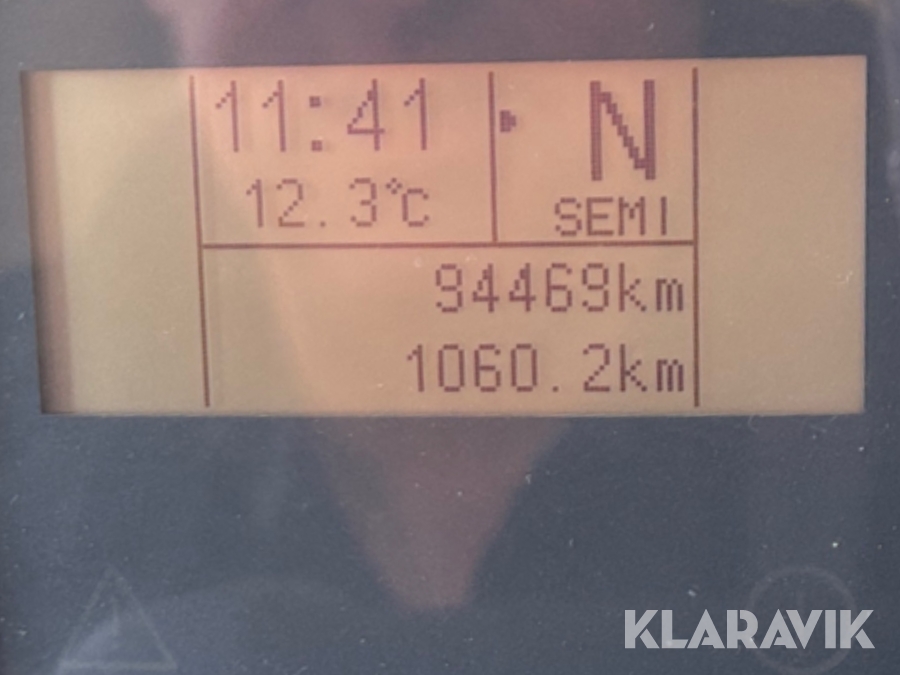 11:41
N
12.3°C
SEMI
94469km
1060.2km
KLARAVIK